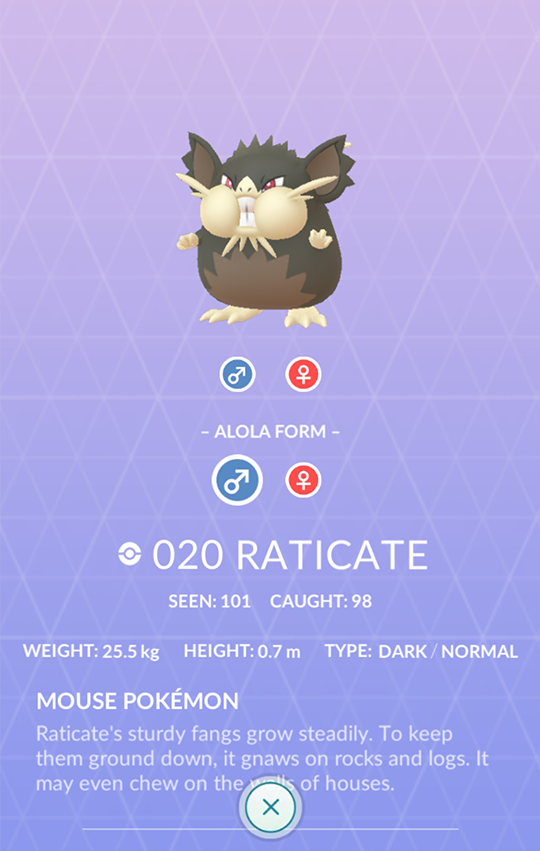 – ALOLA FORM –
020 RATICATE
SEEN: 101 CAUGHT: 98
WEIGHT: 25.5 kg HEIGHT: 0.7 m TYPE: DARK / NORMAL
MOUSE POKÉMON
Raticate's sturdy fangs grow steadily. To keep
them ground down, it gnaws on rocks and logs. It
may even chew on the walls of houses.